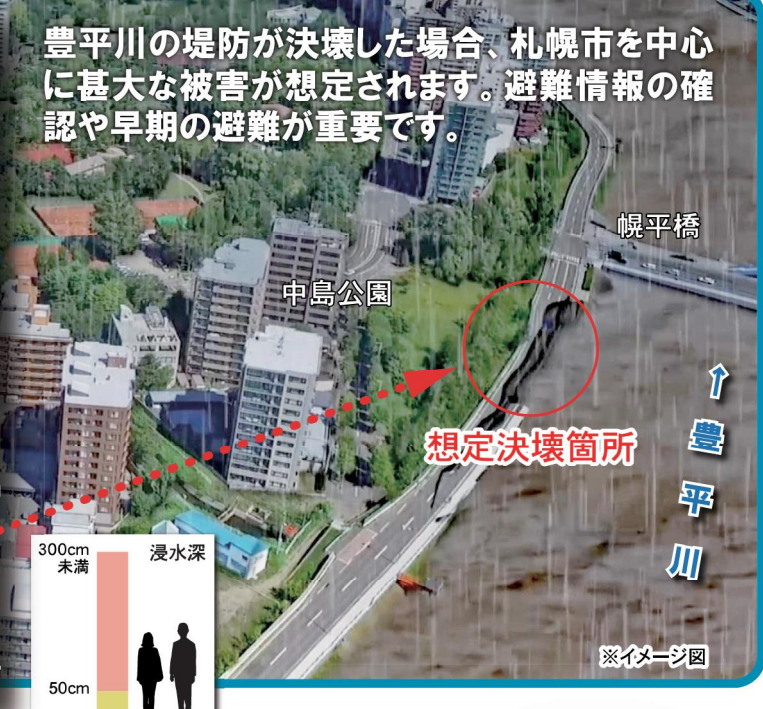 豊平川の堤防が決壊した場合、札幌市を中心
に甚大な被害が想定されます。避難情報の確
認や早期の避難が重要です。
幌平橋
中島公園
想定決壊箇所
↑豊平川
300cm
未満
浸水深
50cm
※イメージ図